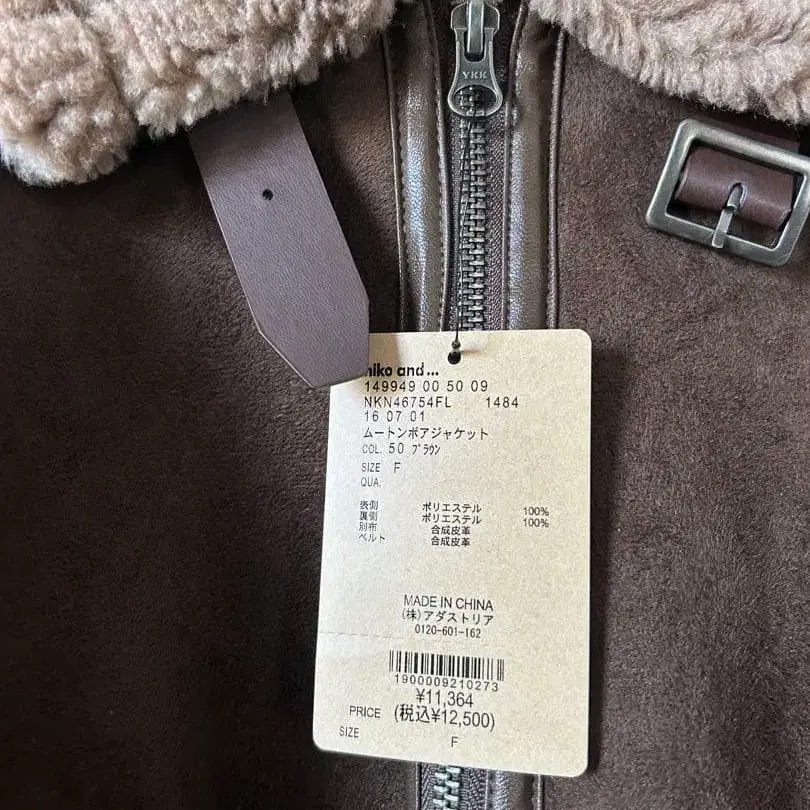 YKK
niko and...
149949 00 50 09
NKN46754FL 1484
16 07 01
ムートンボアジャケット
COL. 50 ブラウン
SIZE F
QUA.
表側 ポリエステル 100%
裏側 ポリエステル 100%
別布 合成皮革
ベルト 合成皮革
MADE IN CHINA
(株)アダストリア
0120-601-162
1900009210273
¥11,364
PRICE (税込¥12,500)
SIZE F